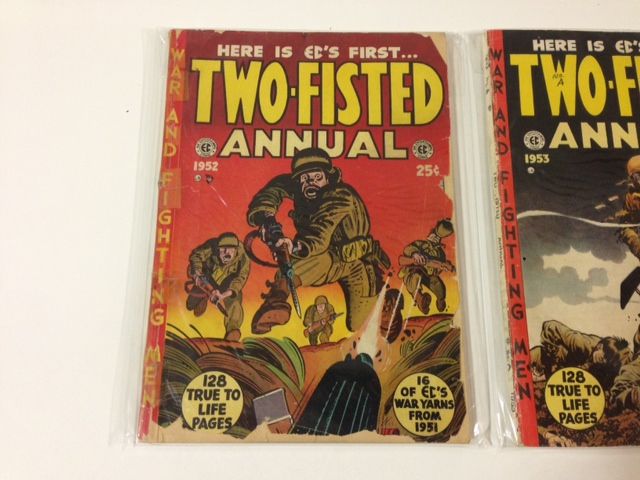 HERE IS EC'S FIRST...
TWO-FISTED
ANNUAL
1952
25¢
WAR AND FIGHTING MEN
128
TRUE TO
LIFE
PAGES
16
OF EC'S
WAR YARNS
FROM
1951
HERE IS EC'S
No.
A
TWO-F
ANN
1953
WAR AND FIGHTING MEN
128
TRUE TO
LIFE
PAGES